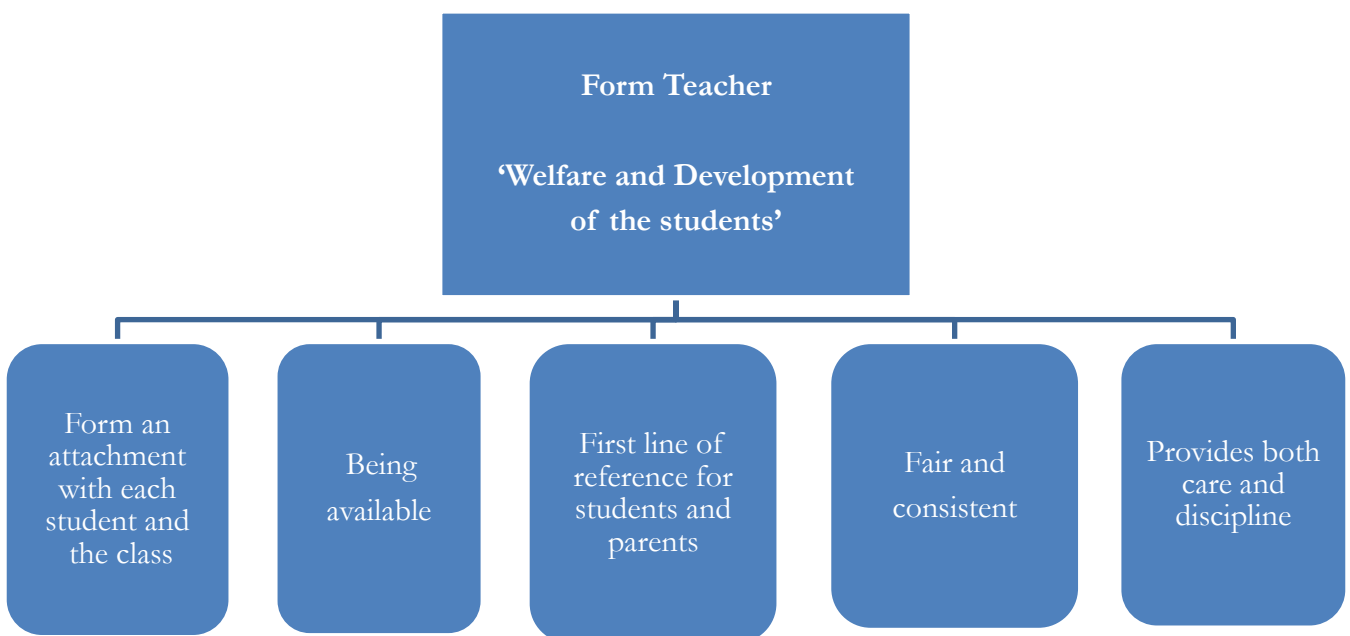 Form Teacher
‘Welfare and Development
of the students’
Form an
attachment
with each
student and
the class
Being
available
First line of
reference for
students and
parents
Fair and
consistent
Provides both
care and
discipline